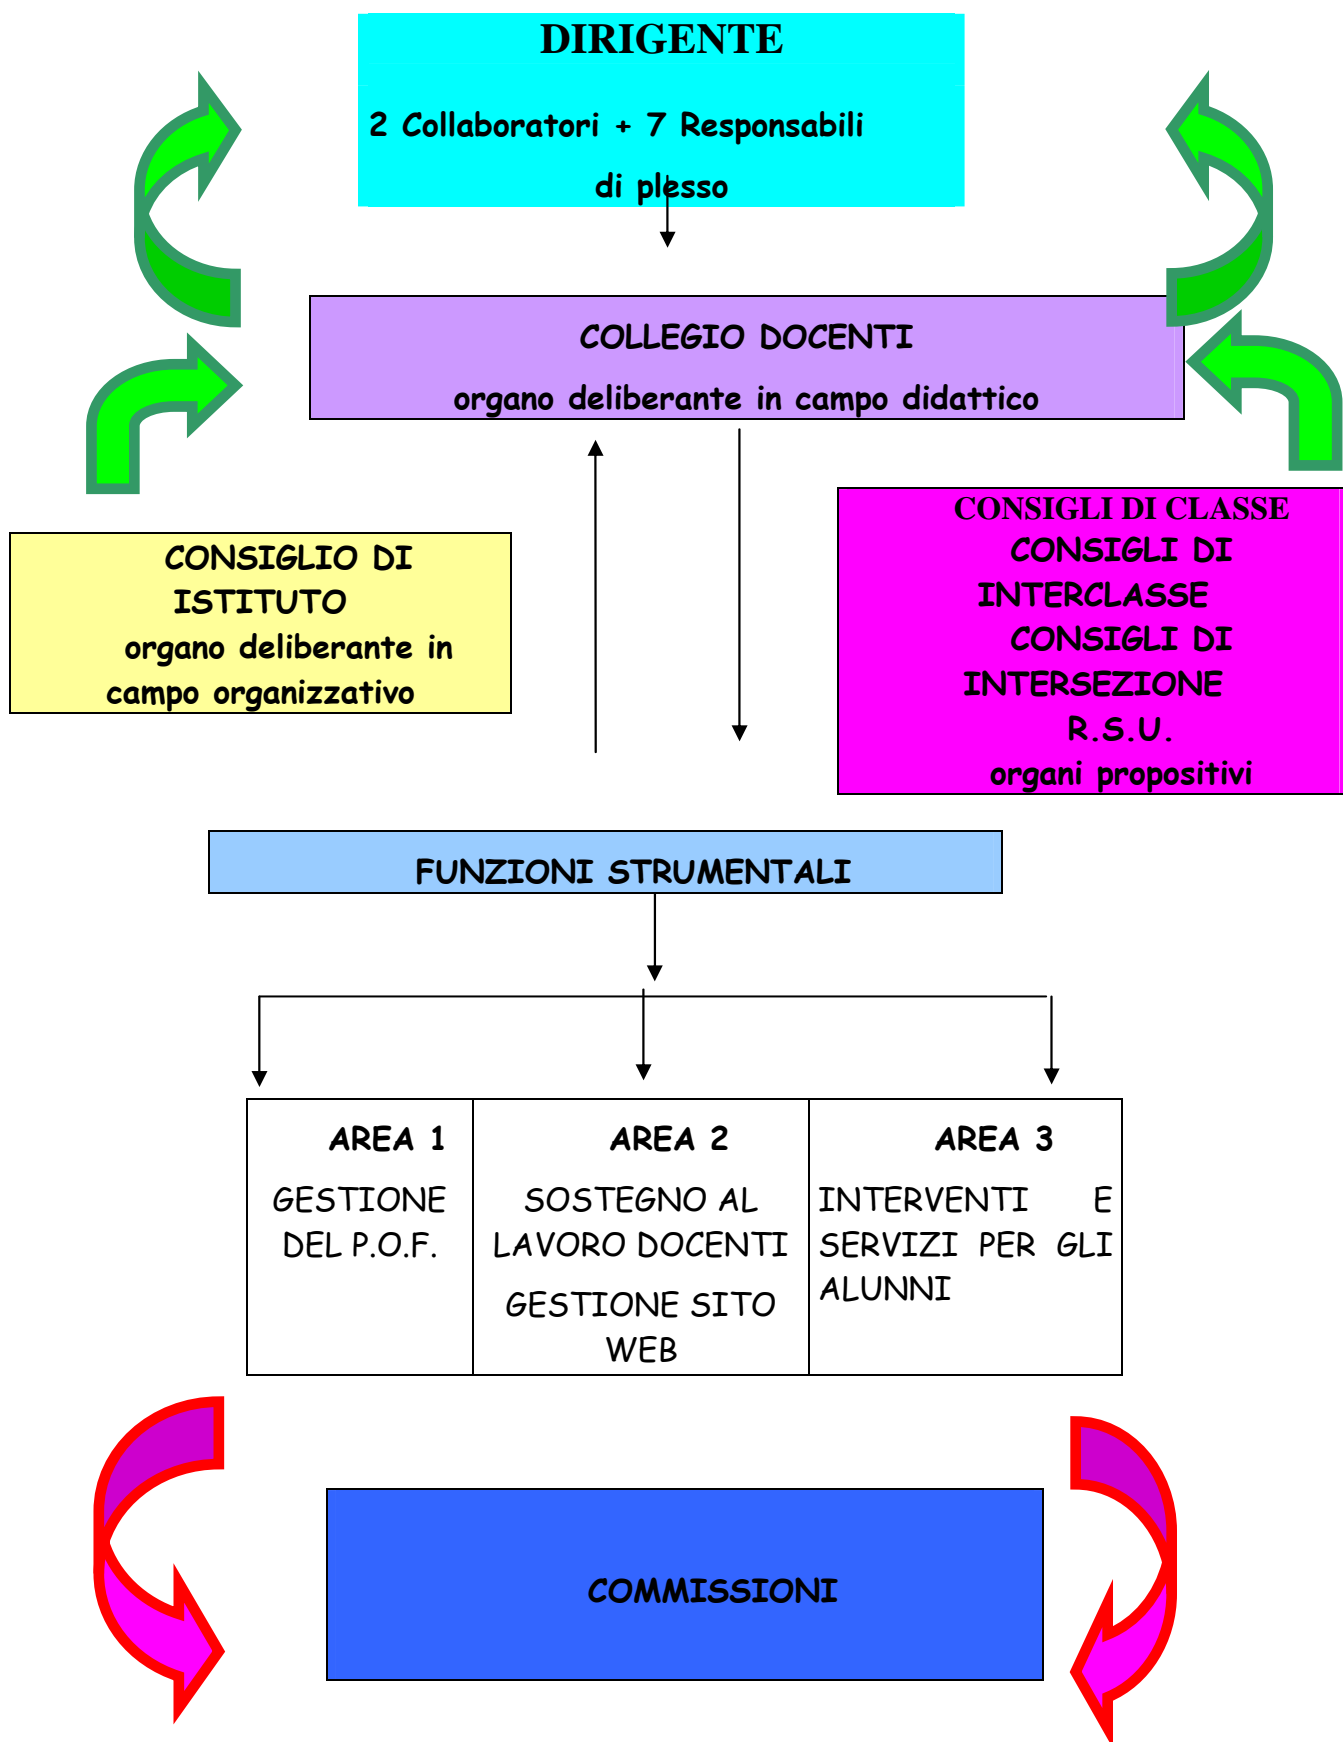 DIRIGENTE
2 Collaboratori + 7 Responsabili
di plesso
COLLEGIO DOCENTI
organo deliberante in campo didattico
CONSIGLIO DI
ISTITUTO
organo deliberante in
campo organizzativo
CONSIGLI DI CLASSE
CONSIGLI DI
INTERCLASSE
CONSIGLI DI
INTERSEZIONE
R.S.U.
organi propositivi
FUNZIONI STRUMENTALI
AREA 1
GESTIONE
DEL P.O.F.
AREA 2
SOSTEGNO AL
LAVORO DOCENTI
GESTIONE SITO
WEB
AREA 3
INTERVENTI E
SERVIZI PER GLI
ALUNNI
COMMISSIONI